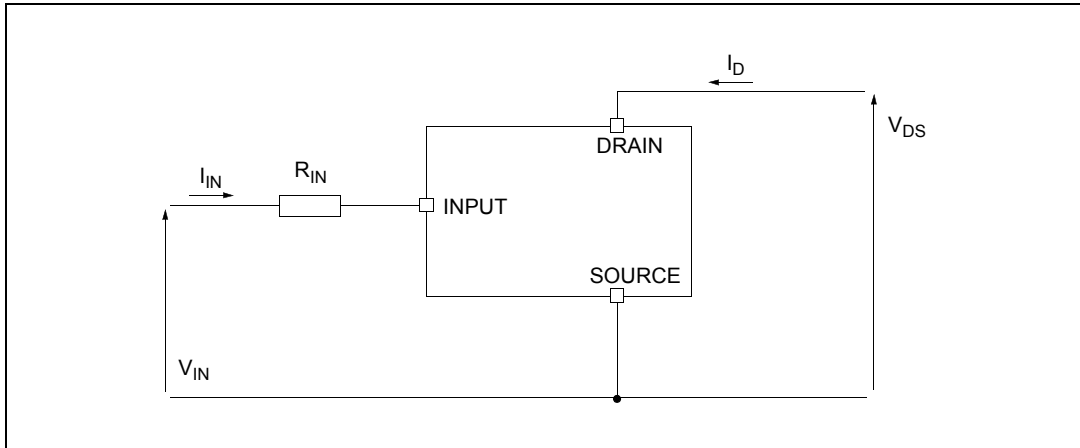 I_D
V_DS
DRAIN
I_IN
R_IN
INPUT
SOURCE
V_IN